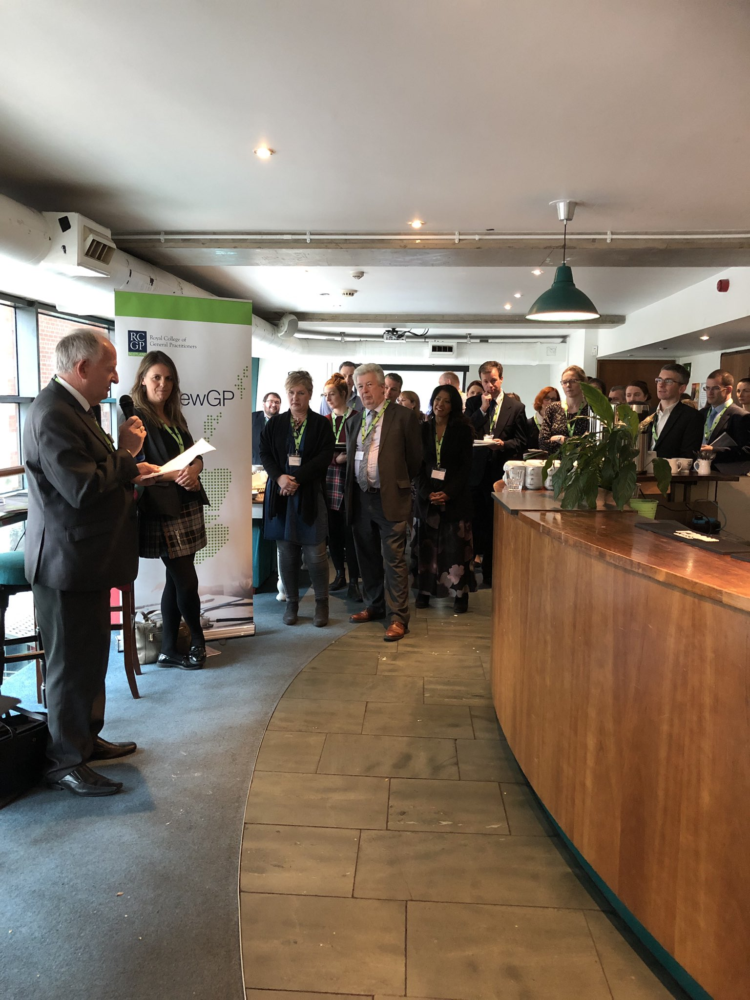 RC
GP
SCOTLAND
Royal College of
General Practitioners
ewGP